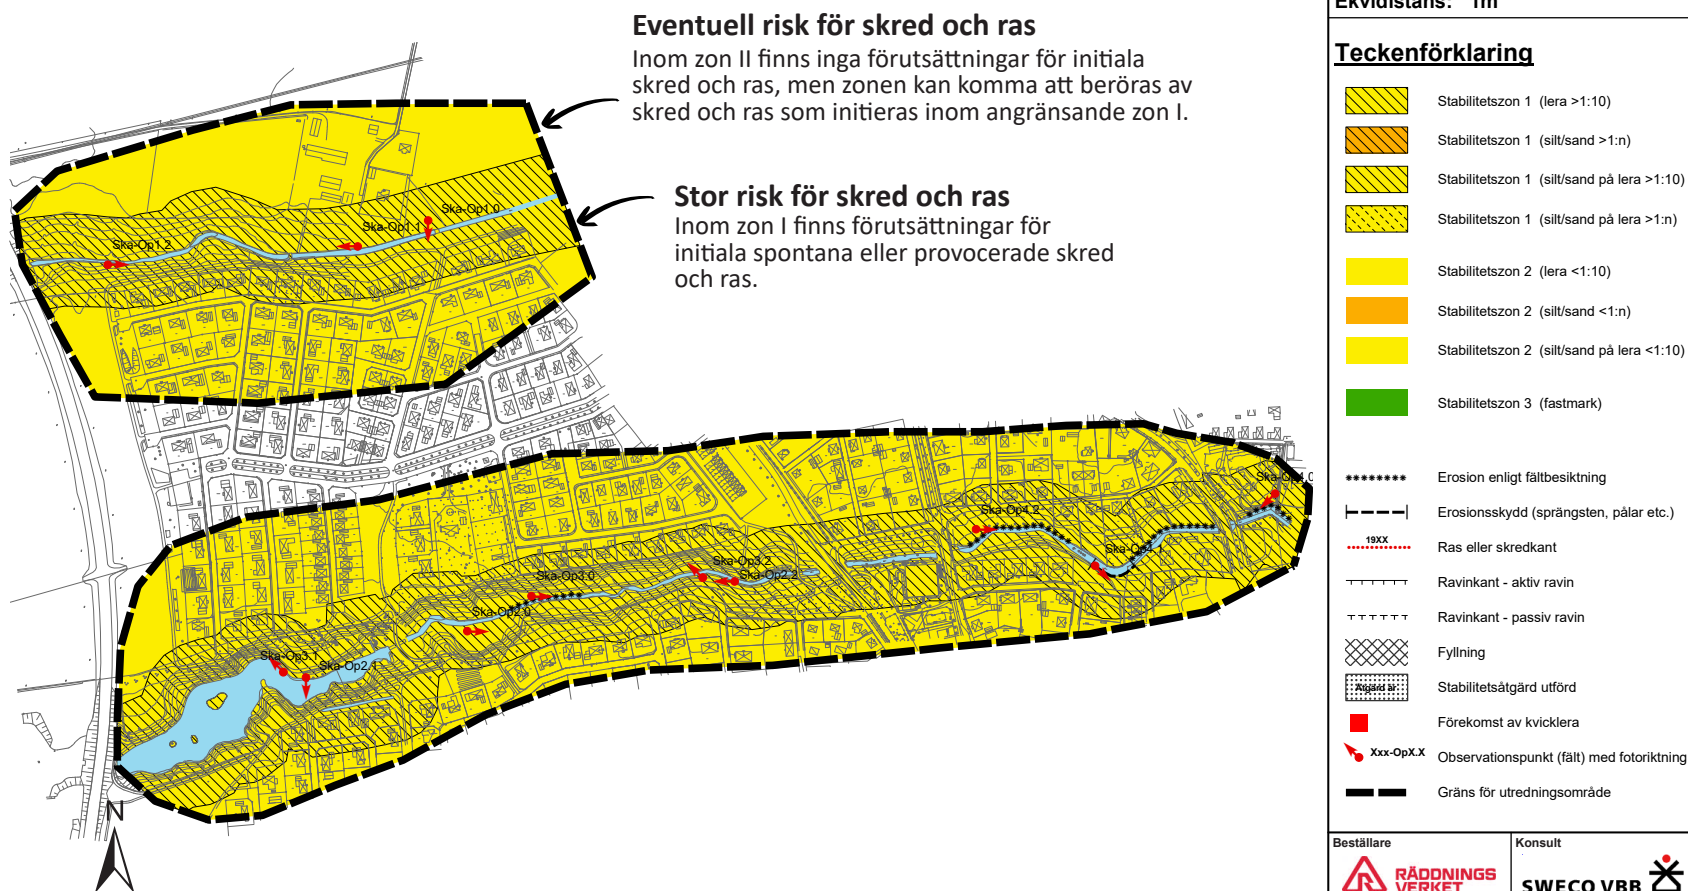 Eventuell risk för skred och ras
Inom zon II finns inga förutsättningar för initiala
skred och ras, men zonen kan komma att beröras av
skred och ras som initieras inom angränsande zon I.
Stor risk för skred och ras
Inom zon I finns förutsättningar för
initiala spontana eller provocerade skred
och ras.
Ska-Op1.0
Ska-Op1.1
Ska-Op1.2
Ska-Op4.0
Ska-Op4.2
Ska-Op4.1
Ska-Op3.2
Ska-Op2.2
Ska-Op3.0
Ska-Op2.0
Ska-Op3.1
Ska-Op2.1
N
Ekvidistans: 1m
Teckenförklaring
Stabilitetszon 1 (lera >1:10)
Stabilitetszon 1 (silt/sand >1:n)
Stabilitetszon 1 (silt/sand på lera >1:10)
Stabilitetszon 1 (silt/sand på lera >1:n)
Stabilitetszon 2 (lera <1:10)
Stabilitetszon 2 (silt/sand <1:n)
Stabilitetszon 2 (silt/sand på lera <1:10)
Stabilitetszon 3 (fastmark)
Erosion enligt fältbesiktning
Erosionsskydd (sprängsten, pålar etc.)
19XX Ras eller skredkant
Ravinkant - aktiv ravin
Ravinkant - passiv ravin
Fyllning
Åtgärd år Stabilitetsåtgärd utförd
Förekomst av kvicklera
Xxx-OpX.X Observationspunkt (fält) med fotoriktning
Gräns för utredningsområde
Beställare
RÄDDNINGS
VERKET
Konsult
SWECO VBB